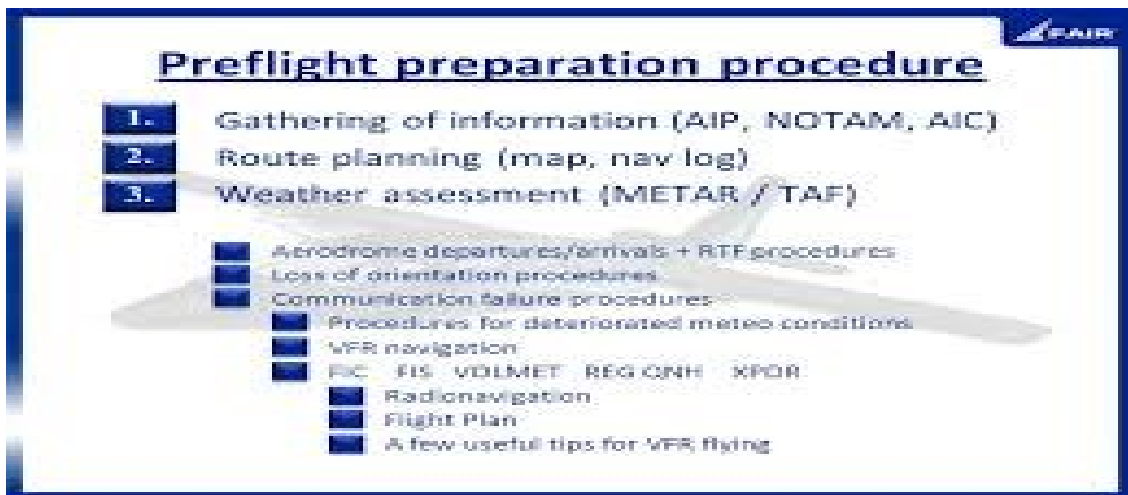 FAIR
Preflight preparation procedure
1. Gathering of information (AIP, NOTAM, AIC)
2. Route planning (map, nav log)
3. Weather assessment (METAR / TAF)
Aerodrome departures/arrivals + RTF procedures
Loss of orientation procedures
Communication failure procedures
Procedures for deteriorated meteo conditions
VFR navigation
FIC FIS VOLMET REG QNH XPDR
Radionavigation
Flight Plan
A few useful tips for VFR flying